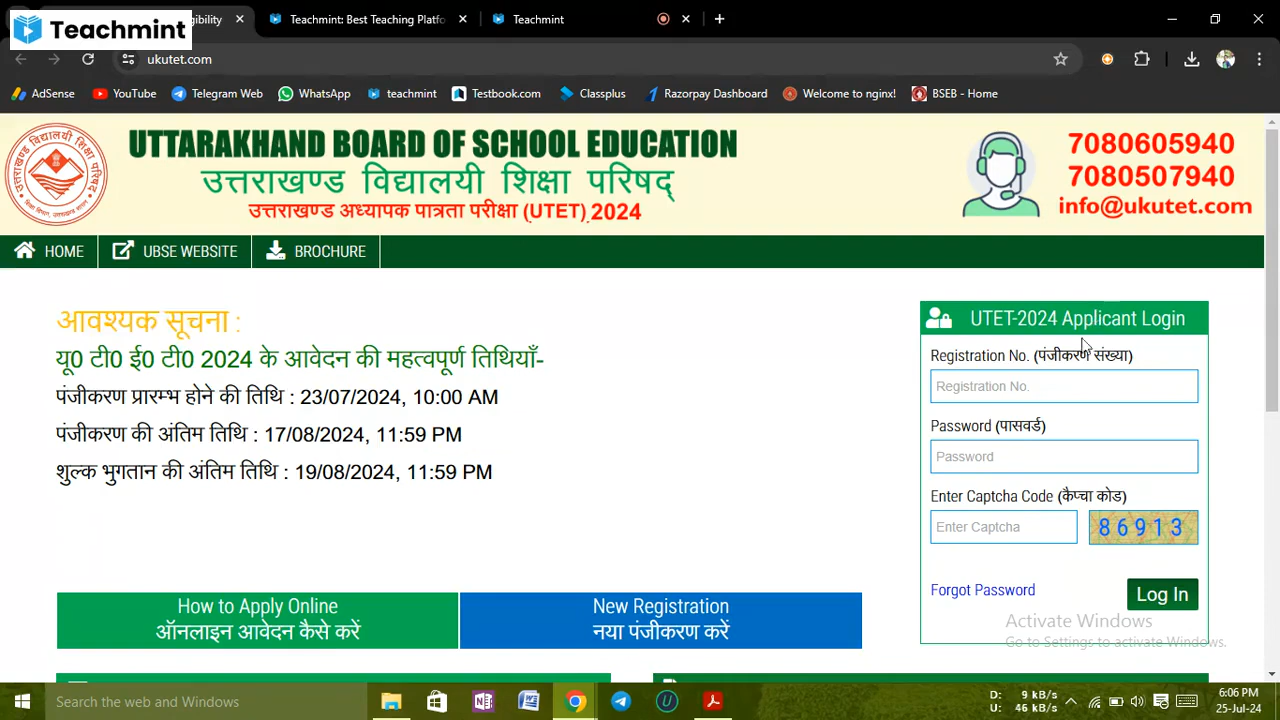 gibility
Teachmint: Best Teaching Platfo
Teachmint
Teachmint
ukutet.com
AdSense
YouTube
Telegram Web
WhatsApp
teachmint
Testbook.com
Classplus
Razorpay Dashboard
Welcome to nginx!
BSEB - Home
UTTARAKHAND BOARD OF SCHOOL EDUCATION
उत्तराखण्ड विद्यालयी शिक्षा परिषद्
उत्तराखण्ड अध्यापक पात्रता परीक्षा (UTET) 2024
7080605940
7080507940
info@ukutet.com
HOME
UBSE WEBSITE
BROCHURE
आवश्यक सूचना :
यू0 टी0 ई0 टी0 2024 के आवेदन की महत्वपूर्ण तिथियाँ-
पंजीकरण प्रारम्भ होने की तिथि : 23/07/2024, 10:00 AM
पंजीकरण की अंतिम तिथि : 17/08/2024, 11:59 PM
शुल्क भुगतान की अंतिम तिथि : 19/08/2024, 11:59 PM
How to Apply Online
ऑनलाइन आवेदन कैसे करें
New Registration
नया पंजीकरण करें
UTET-2024 Applicant Login
Registration No. (पंजीकरण संख्या)
Registration No.
Password (पासवर्ड)
Password
Enter Captcha Code (कैप्चा कोड)
Enter Captcha
86913
Forgot Password
Log In
Activate Windows
Go to Settings to activate Windows.
Search the web and Windows
D: 9 kB/s
U: 46 kB/s
6:06 PM
25-Jul-24